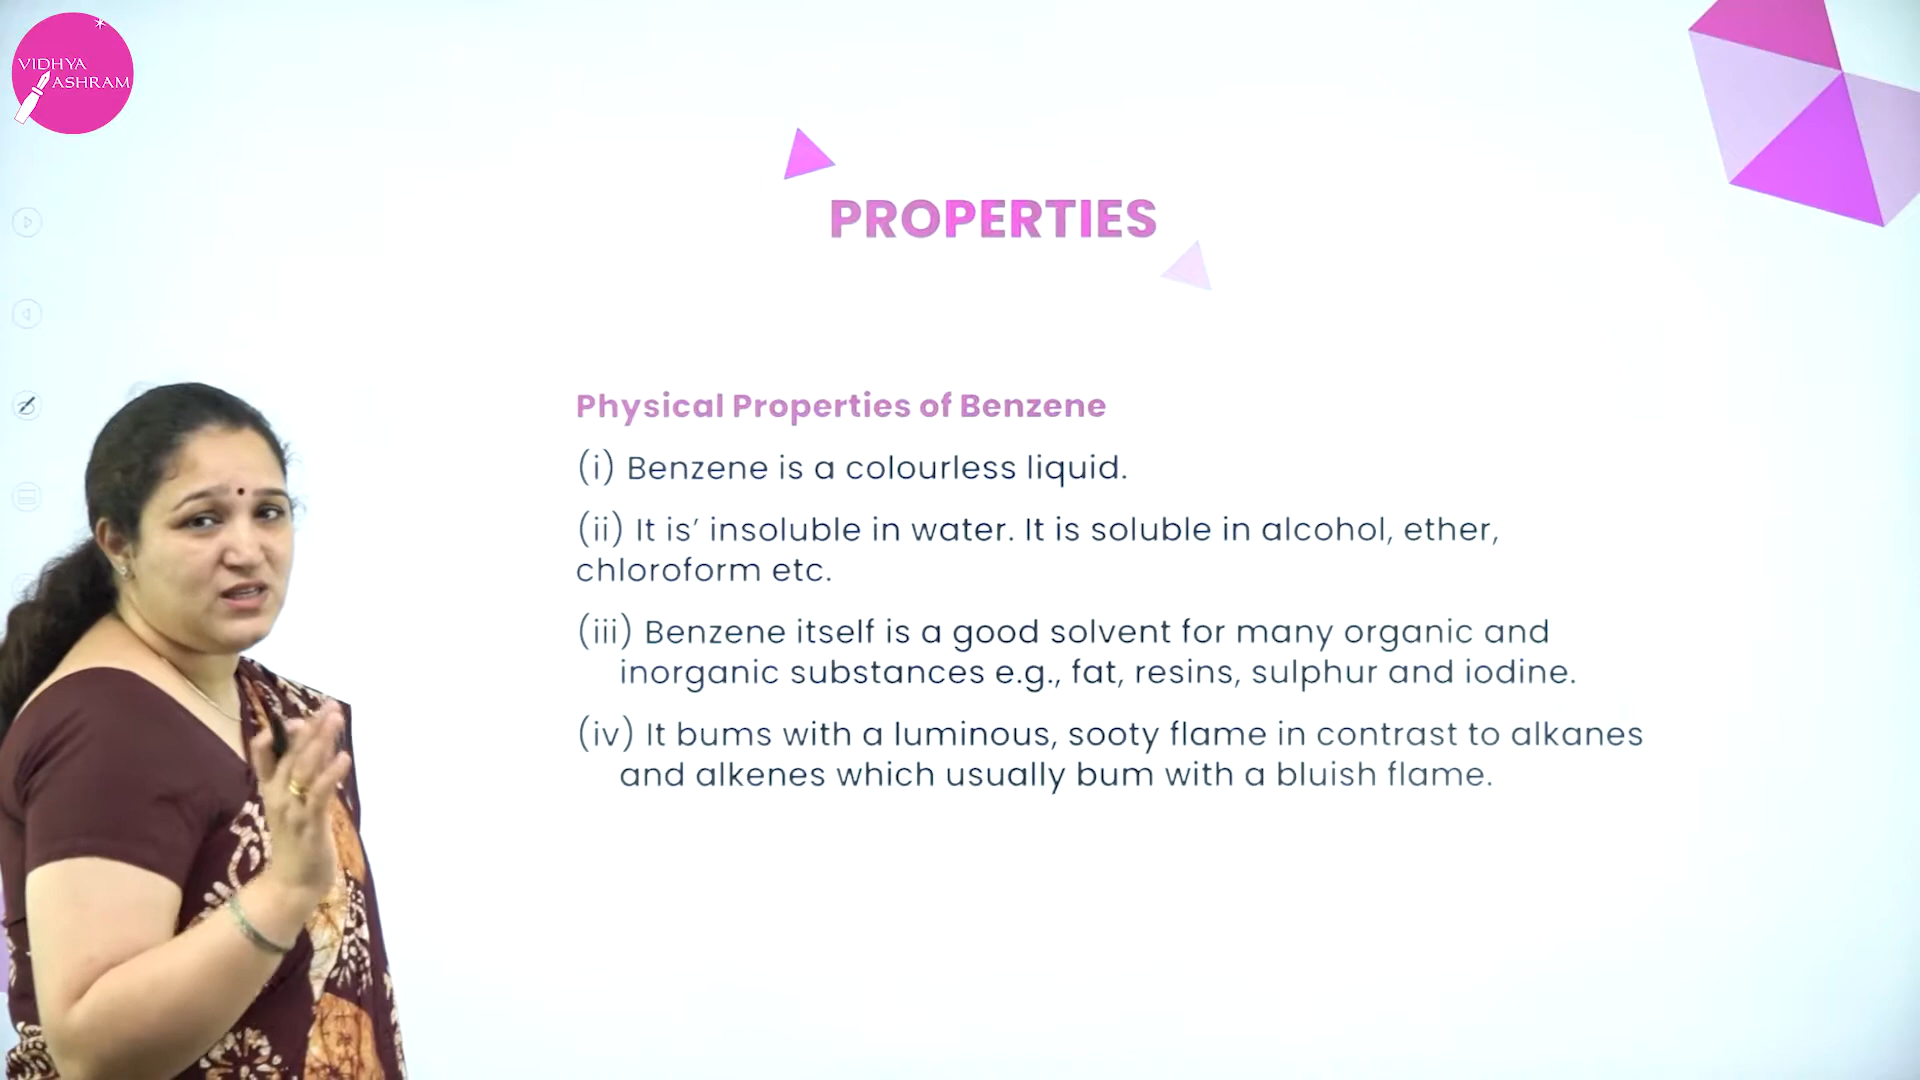 VIDHYA
ASHRAM
PROPERTIES
Physical Properties of Benzene
(i) Benzene is a colourless liquid.
(ii) It is’ insoluble in water. It is soluble in alcohol, ether,
chloroform etc.
(iii) Benzene itself is a good solvent for many organic and
inorganic substances e.g., fat, resins, sulphur and iodine.
(iv) It bums with a luminous, sooty flame in contrast to alkanes
and alkenes which usually bum with a bluish flame.